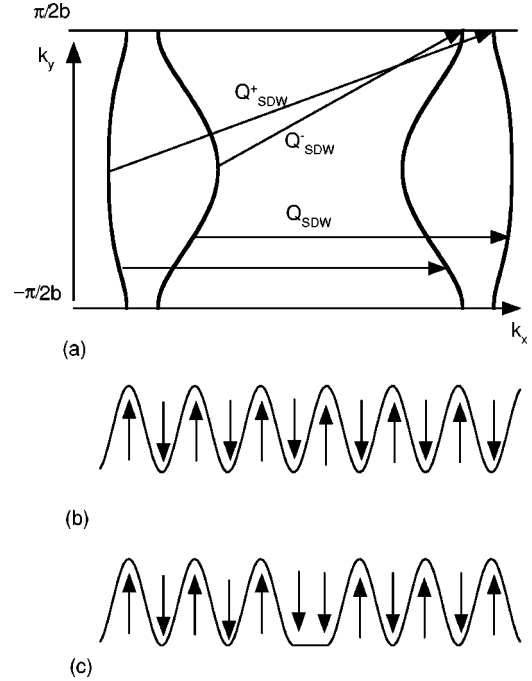 π/2b
k_y
Q⁺_SDW
Q⁻_SDW
Q_SDW
−π/2b
k_x
(a)
(b)
(c)